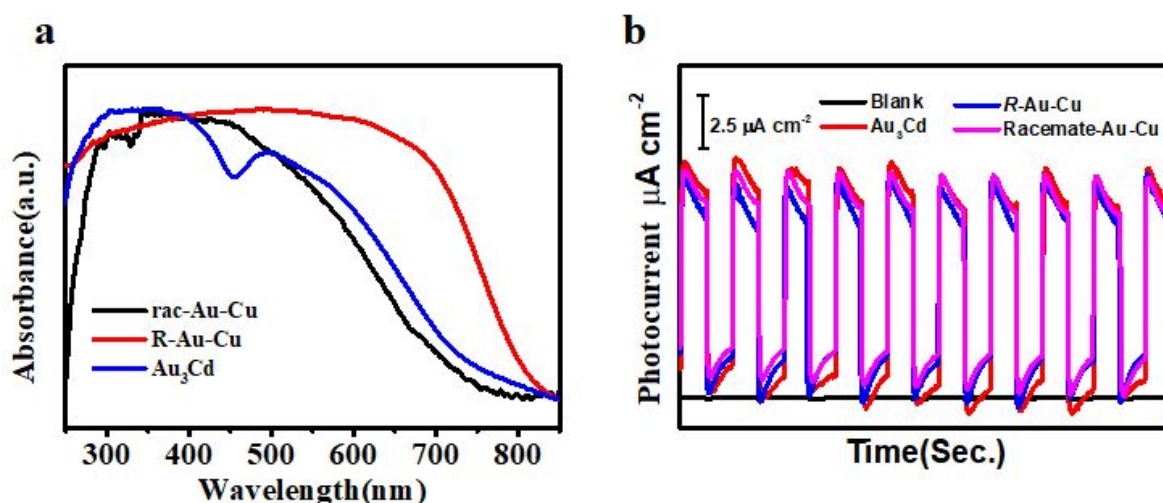 a
Absorbance(a.u.)
rac-Au-Cu
R-Au-Cu
Au₃Cd
300 400 500 600 700 800
Wavelength(nm)
b
Photocurrent μA cm⁻²
2.5 μA cm⁻²
Blank
Au₃Cd
R-Au-Cu
Racemate-Au-Cu
Time(Sec.)